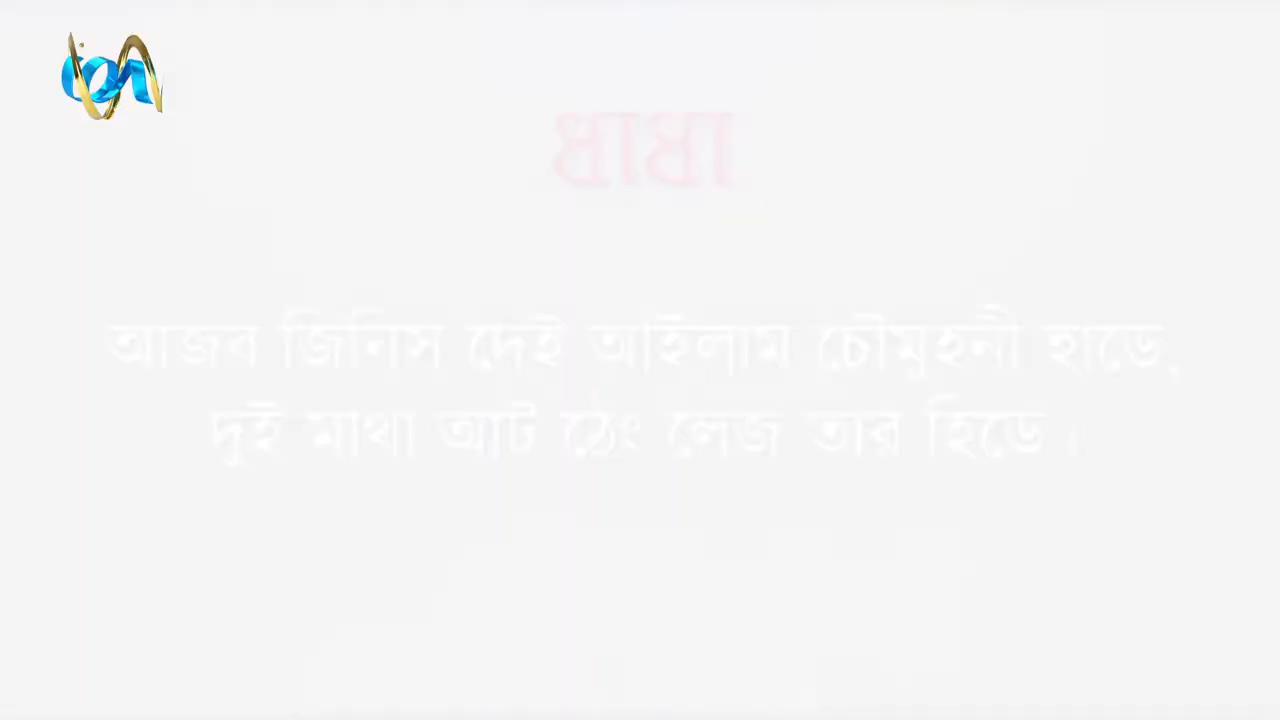 ধাধা
আজব জিনিস দেই আইলাম চৌমুহনী হাডে,
দুই মাথা আট ঠেং লেজ তার হিডে।